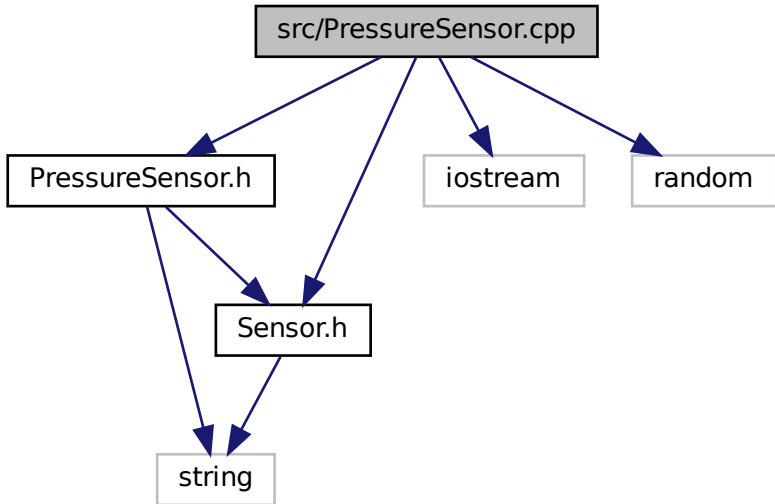 src/PressureSensor.cpp
PressureSensor.h
iostream
random
Sensor.h
string